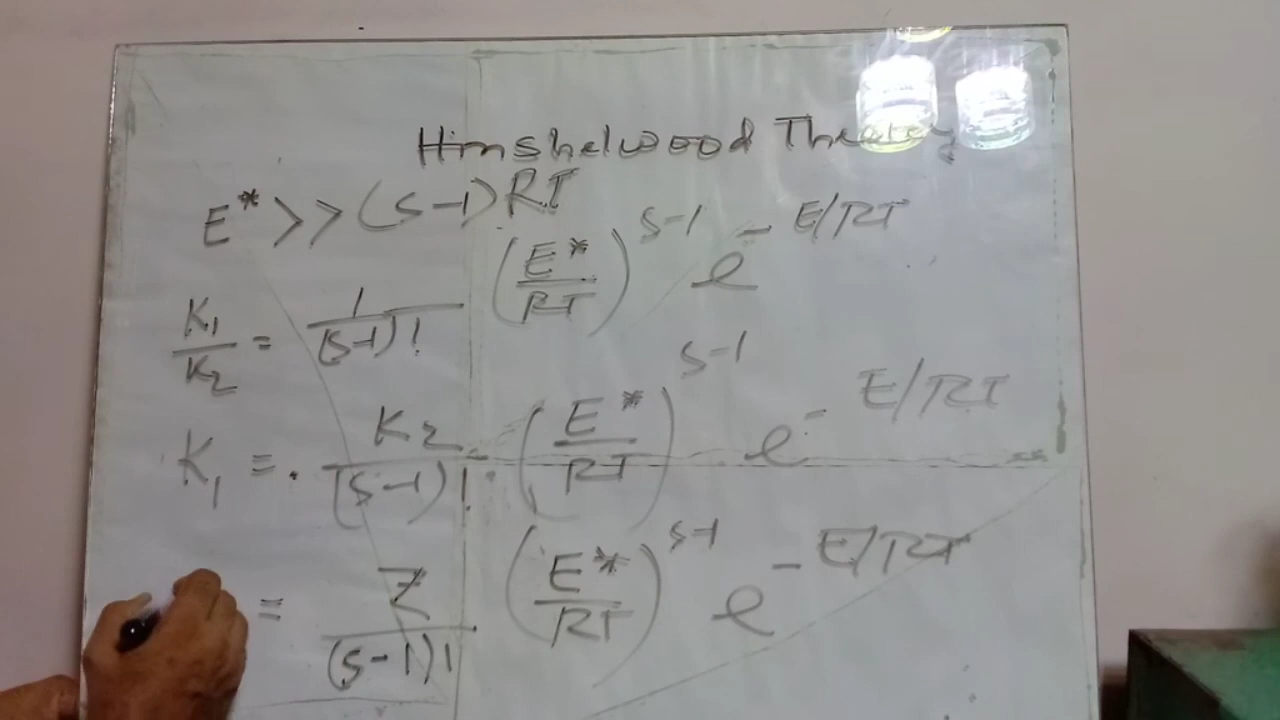 Hinshelwood Theorey
E* >> (S-1) RT
K₁/K₂ = 1/(S-1)! (E*/RT)^(S-1) e^(-E/RT)
K₁ = . K₂/(S-1)! . (E*/RT)^(S-1) e^(-E/RT)
= Z/(S-1)! (E*/RT)^(S-1) e^(-E/RT)